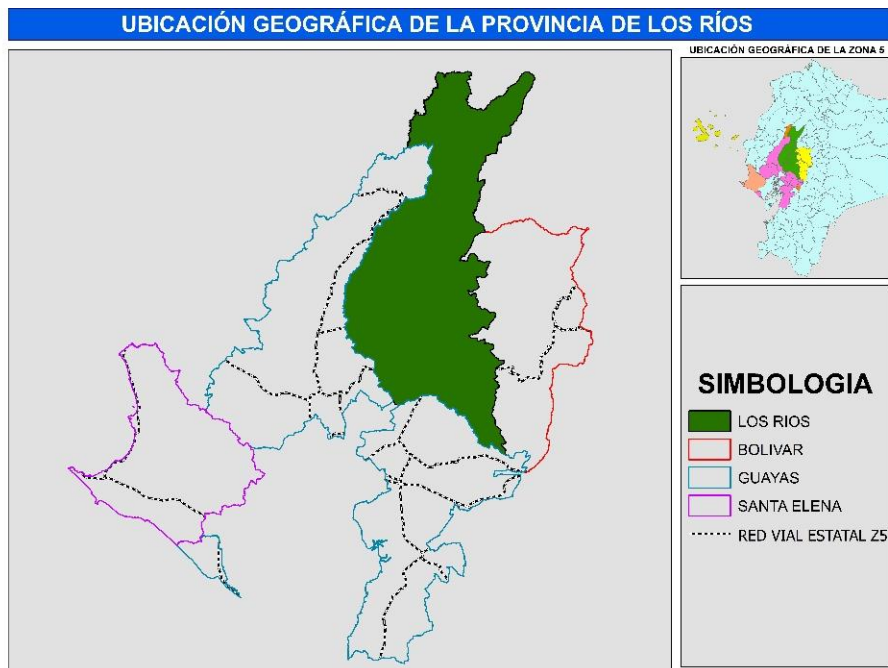 UBICACIÓN GEOGRÁFICA DE LA PROVINCIA DE LOS RÍOS
UBICACIÓN GEOGRÁFICA DE LA ZONA 5
SIMBOLOGIA
LOS RIOS
BOLIVAR
GUAYAS
SANTA ELENA
RED VIAL ESTATAL Z5